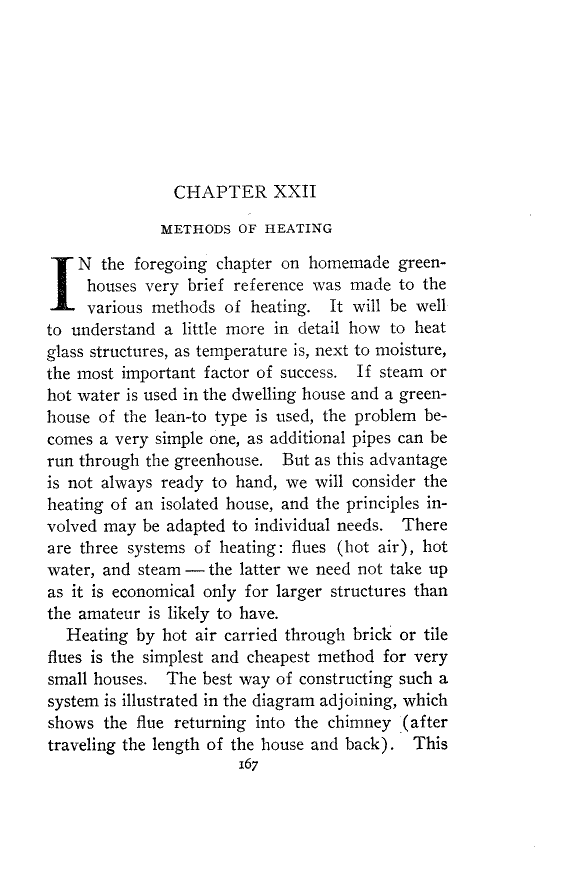 CHAPTER XXII
METHODS OF HEATING
IN the foregoing chapter on homemade green-
houses very brief reference was made to the
various methods of heating. It will be well
to understand a little more in detail how to heat
glass structures, as temperature is, next to moisture,
the most important factor of success. If steam or
hot water is used in the dwelling house and a green-
house of the lean-to type is used, the problem be-
comes a very simple one, as additional pipes can be
run through the greenhouse. But as this advantage
is not always ready to hand, we will consider the
heating of an isolated house, and the principles in-
volved may be adapted to individual needs. There
are three systems of heating: flues (hot air), hot
water, and steam — the latter we need not take up
as it is economical only for larger structures than
the amateur is likely to have.
Heating by hot air carried through brick or tile
flues is the simplest and cheapest method for very
small houses. The best way of constructing such a
system is illustrated in the diagram adjoining, which
shows the flue returning into the chimney (after
traveling the length of the house and back). This
167